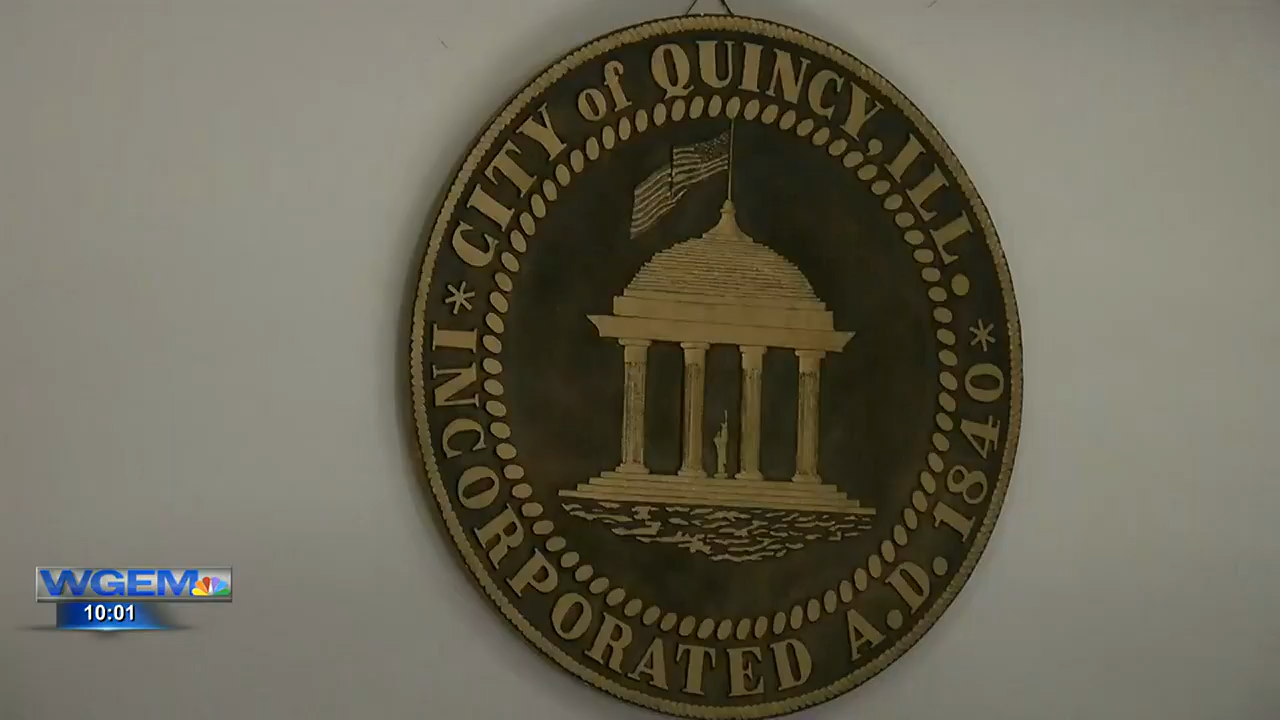 * CITY of QUINCY, ILL. *
INCORPORATED A.D. 1840
WGEM
10:01